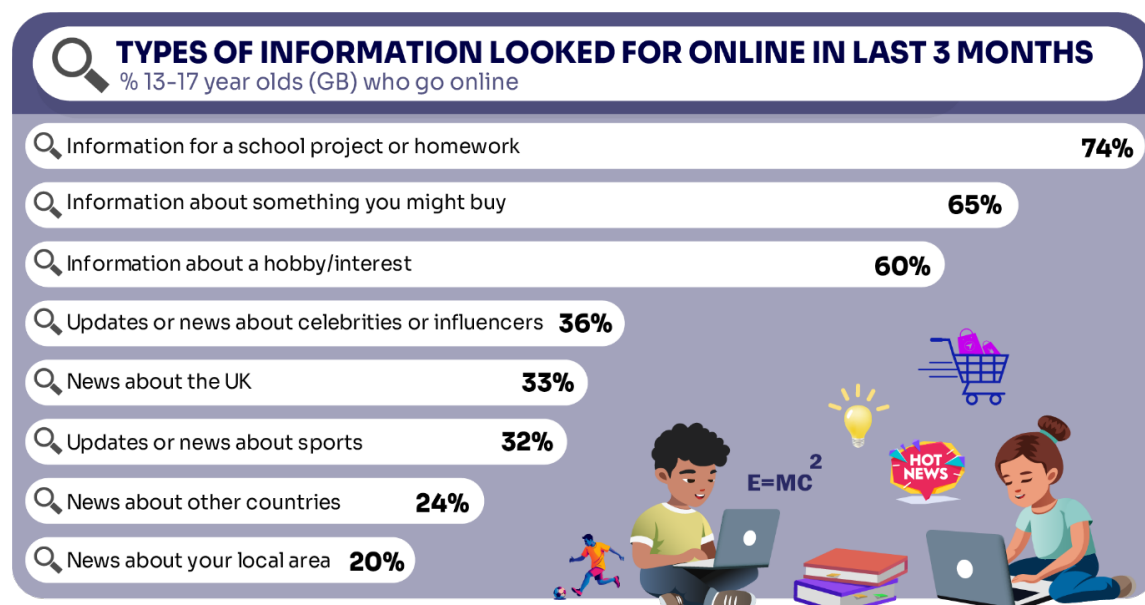 TYPES OF INFORMATION LOOKED FOR ONLINE IN LAST 3 MONTHS
% 13-17 year olds (GB) who go online
Information for a school project or homework 74%
Information about something you might buy 65%
Information about a hobby/interest 60%
Updates or news about celebrities or influencers 36%
News about the UK 33%
Updates or news about sports 32%
News about other countries 24%
News about your local area 20%
E=MC²
HOT
NEWS